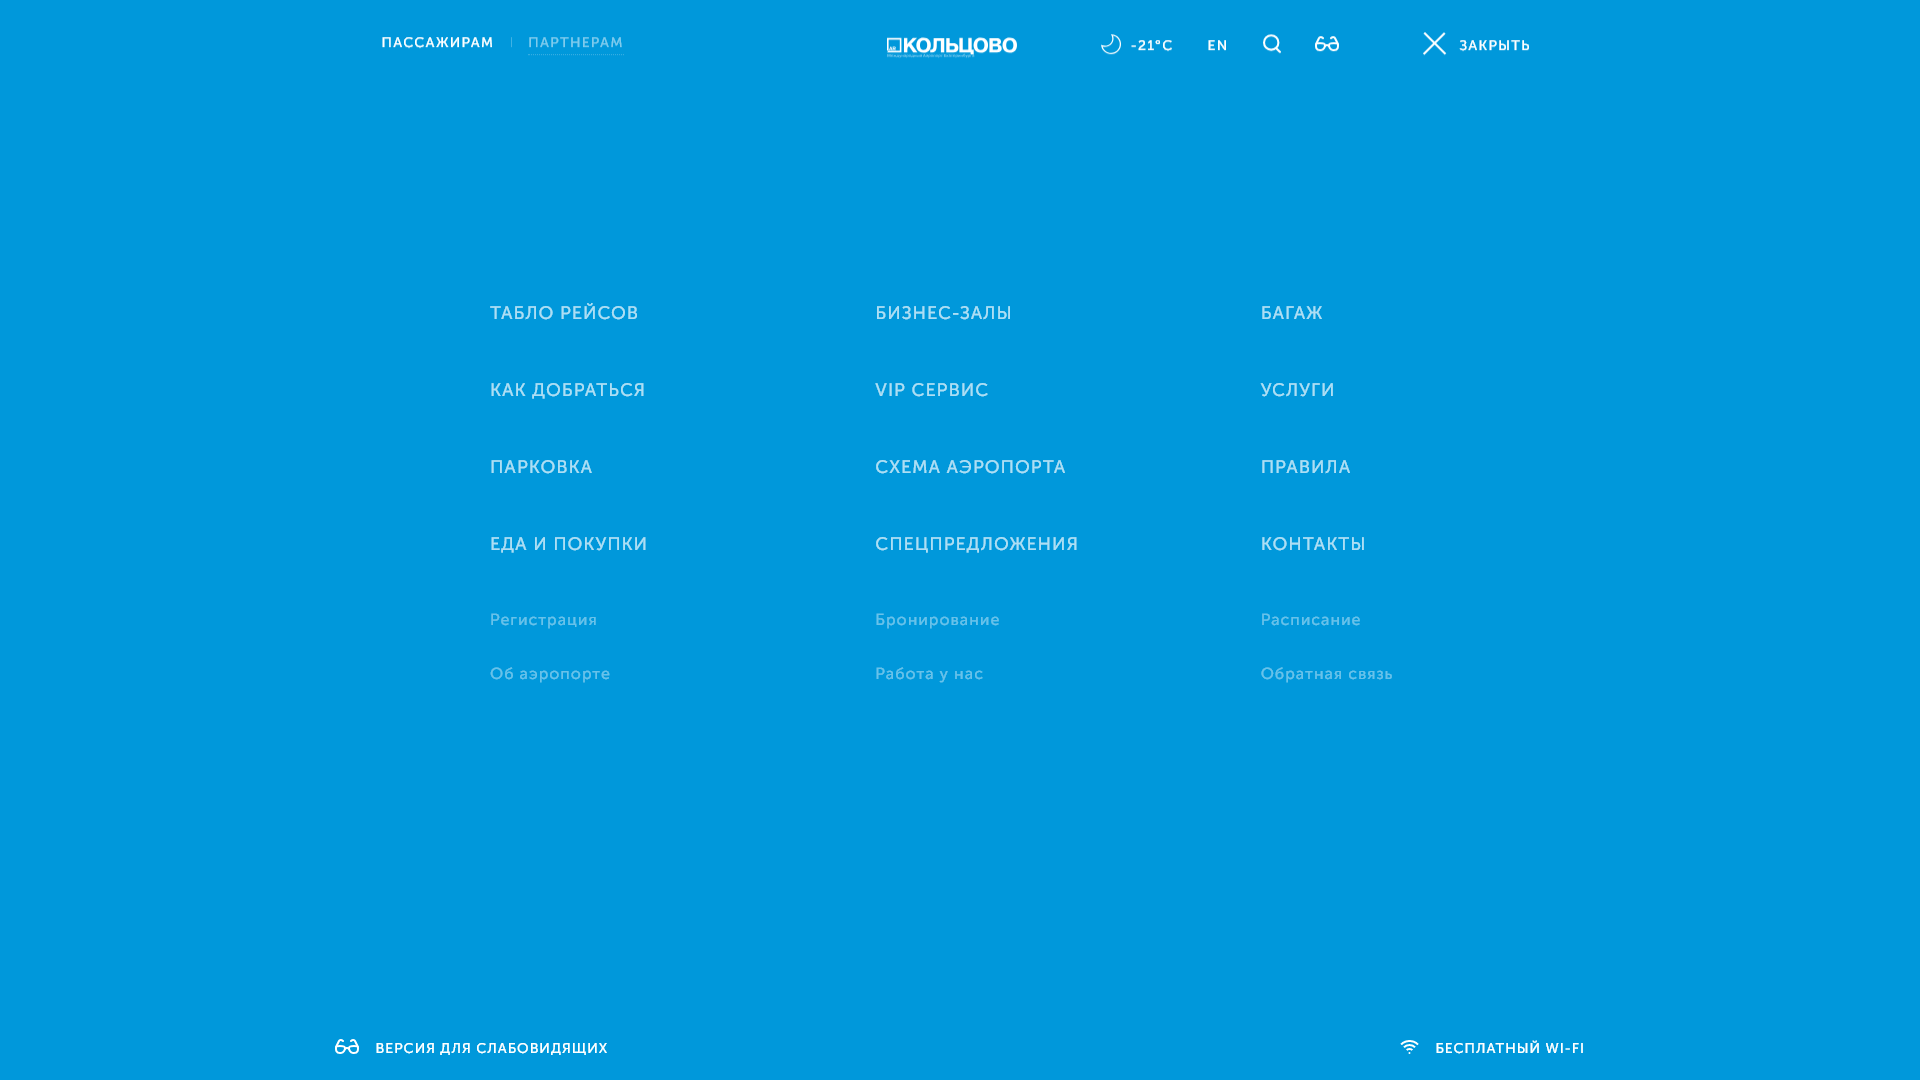 ПАССАЖИРАМ ПАРТНЕРАМ КОЛЬЦОВО -21°C EN ЗАКРЫТЬ
ТАБЛО РЕЙСОВ БИЗНЕС-ЗАЛЫ БАГАЖ
КАК ДОБРАТЬСЯ VIP СЕРВИС УСЛУГИ
ПАРКОВКА СХЕМА АЭРОПОРТА ПРАВИЛА
ЕДА И ПОКУПКИ СПЕЦПРЕДЛОЖЕНИЯ КОНТАКТЫ
Регистрация Бронирование Расписание
Об аэропорте Работа у нас Обратная связь
ВЕРСИЯ ДЛЯ СЛАБОВИДЯЩИХ БЕСПЛАТНЫЙ WI-FI